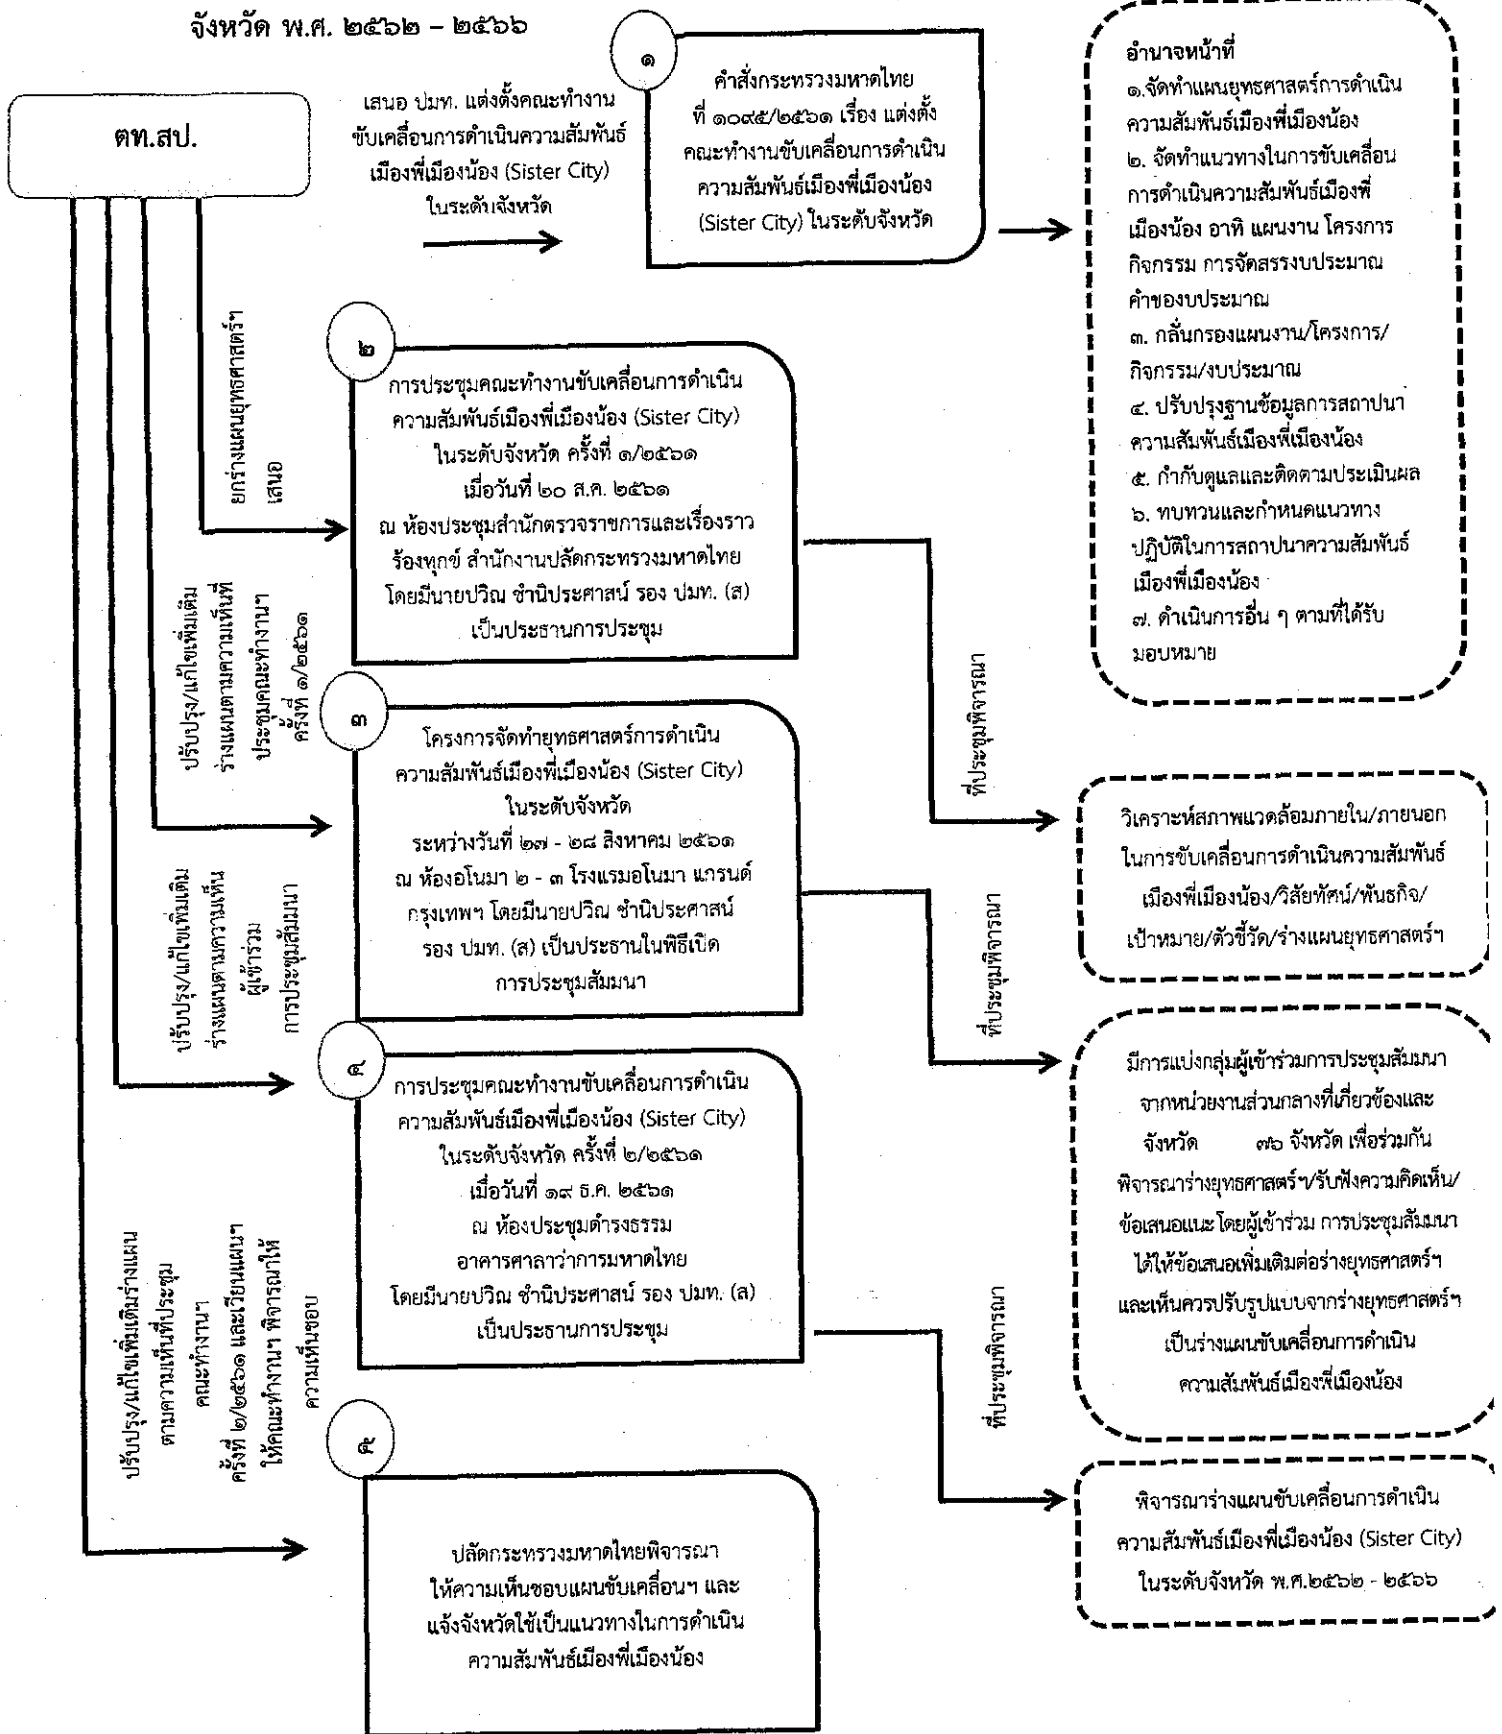 จังหวัด พ.ศ. ๒๕๖๒ – ๒๕๖๖
ตท.สป.
เสนอ ปมท. แต่งตั้งคณะทำงาน
ขับเคลื่อนการดำเนินความสัมพันธ์
เมืองพี่เมืองน้อง (Sister City)
ในระดับจังหวัด
๑
คำสั่งกระทรวงมหาดไทย
ที่ ๑๐๙๕/๒๕๖๑ เรื่อง แต่งตั้ง
คณะทำงานขับเคลื่อนการดำเนิน
ความสัมพันธ์เมืองพี่เมืองน้อง
(Sister City) ในระดับจังหวัด
อำนาจหน้าที่
๑.จัดทำแผนยุทธศาสตร์การดำเนิน
ความสัมพันธ์เมืองพี่เมืองน้อง
๒. จัดทำแนวทางในการขับเคลื่อน
การดำเนินความสัมพันธ์เมืองพี่
เมืองน้อง อาทิ แผนงาน โครงการ
กิจกรรม การจัดสรรงบประมาณ
คำของบประมาณ
๓. กลั่นกรองแผนงาน/โครงการ/
กิจกรรม/งบประมาณ
๔. ปรับปรุงฐานข้อมูลการสถาปนา
ความสัมพันธ์เมืองพี่เมืองน้อง
๕. กำกับดูแลและติดตามประเมินผล
๖. ทบทวนและกำหนดแนวทาง
ปฏิบัติในการสถาปนาความสัมพันธ์
เมืองพี่เมืองน้อง
๗. ดำเนินการอื่น ๆ ตามที่ได้รับ
มอบหมาย
ยกร่างแผนยุทธศาสตร์ฯ
เสนอ
๒
การประชุมคณะทำงานขับเคลื่อนการดำเนิน
ความสัมพันธ์เมืองพี่เมืองน้อง (Sister City)
ในระดับจังหวัด ครั้งที่ ๑/๒๕๖๑
เมื่อวันที่ ๒๐ ส.ค. ๒๕๖๑
ณ ห้องประชุมสำนักตรวจราชการและเรื่องราว
ร้องทุกข์ สำนักงานปลัดกระทรวงมหาดไทย
โดยมีนายปวิณ ชำนิประศาสน์ รอง ปมท. (ส)
เป็นประธานการประชุม
ที่ประชุมพิจารณา
วิเคราะห์สภาพแวดล้อมภายใน/ภายนอก
ในการขับเคลื่อนการดำเนินความสัมพันธ์
เมืองพี่เมืองน้อง/วิสัยทัศน์/พันธกิจ/
เป้าหมาย/ตัวชี้วัด/ร่างแผนยุทธศาสตร์ฯ
ปรับปรุง/แก้ไขเพิ่มเติม
ร่างแผนตามความเห็นที่
ประชุมคณะทำงานฯ
ครั้งที่ ๑/๒๕๖๑
๓
โครงการจัดทำยุทธศาสตร์การดำเนิน
ความสัมพันธ์เมืองพี่เมืองน้อง (Sister City)
ในระดับจังหวัด
ระหว่างวันที่ ๒๗ - ๒๘ สิงหาคม ๒๕๖๑
ณ ห้องอโนมา ๒ - ๓ โรงแรมอโนมา แกรนด์
กรุงเทพฯ โดยมีนายปวิณ ชำนิประศาสน์
รอง ปมท. (ส) เป็นประธานในพิธีเปิด
การประชุมสัมมนา
ที่ประชุมพิจารณา
มีการแบ่งกลุ่มผู้เข้าร่วมการประชุมสัมมนา
จากหน่วยงานส่วนกลางที่เกี่ยวข้องและ
จังหวัด ๗๖ จังหวัด เพื่อร่วมกัน
พิจารณาร่างยุทธศาสตร์ฯ/รับฟังความคิดเห็น/
ข้อเสนอแนะ โดยผู้เข้าร่วม การประชุมสัมมนา
ได้ให้ข้อเสนอเพิ่มเติมต่อร่างยุทธศาสตร์ฯ
และเห็นควรปรับรูปแบบจากร่างยุทธศาสตร์ฯ
เป็นร่างแผนขับเคลื่อนการดำเนิน
ความสัมพันธ์เมืองพี่เมืองน้อง
ปรับปรุง/แก้ไขเพิ่มเติม
ร่างแผนตามความเห็น
ผู้เข้าร่วม
การประชุมสัมมนา
๔
การประชุมคณะทำงานขับเคลื่อนการดำเนิน
ความสัมพันธ์เมืองพี่เมืองน้อง (Sister City)
ในระดับจังหวัด ครั้งที่ ๒/๒๕๖๑
เมื่อวันที่ ๑๙ ธ.ค. ๒๕๖๑
ณ ห้องประชุมดำรงธรรม
อาคารศาลาว่าการมหาดไทย
โดยมีนายปวิณ ชำนิประศาสน์ รอง ปมท. (ส)
เป็นประธานการประชุม
ที่ประชุมพิจารณา
พิจารณาร่างแผนขับเคลื่อนการดำเนิน
ความสัมพันธ์เมืองพี่เมืองน้อง (Sister City)
ในระดับจังหวัด พ.ศ.๒๕๖๒ - ๒๕๖๖
ปรับปรุง/แก้ไขเพิ่มเติมร่างแผน
ตามความเห็นที่ประชุม
คณะทำงานฯ
ครั้งที่ ๒/๒๕๖๑ และเวียนแผนฯ
ให้คณะทำงานฯ พิจารณาให้
ความเห็นชอบ
๕
ปลัดกระทรวงมหาดไทยพิจารณา
ให้ความเห็นชอบแผนขับเคลื่อนฯ และ
แจ้งจังหวัดใช้เป็นแนวทางในการดำเนิน
ความสัมพันธ์เมืองพี่เมืองน้อง